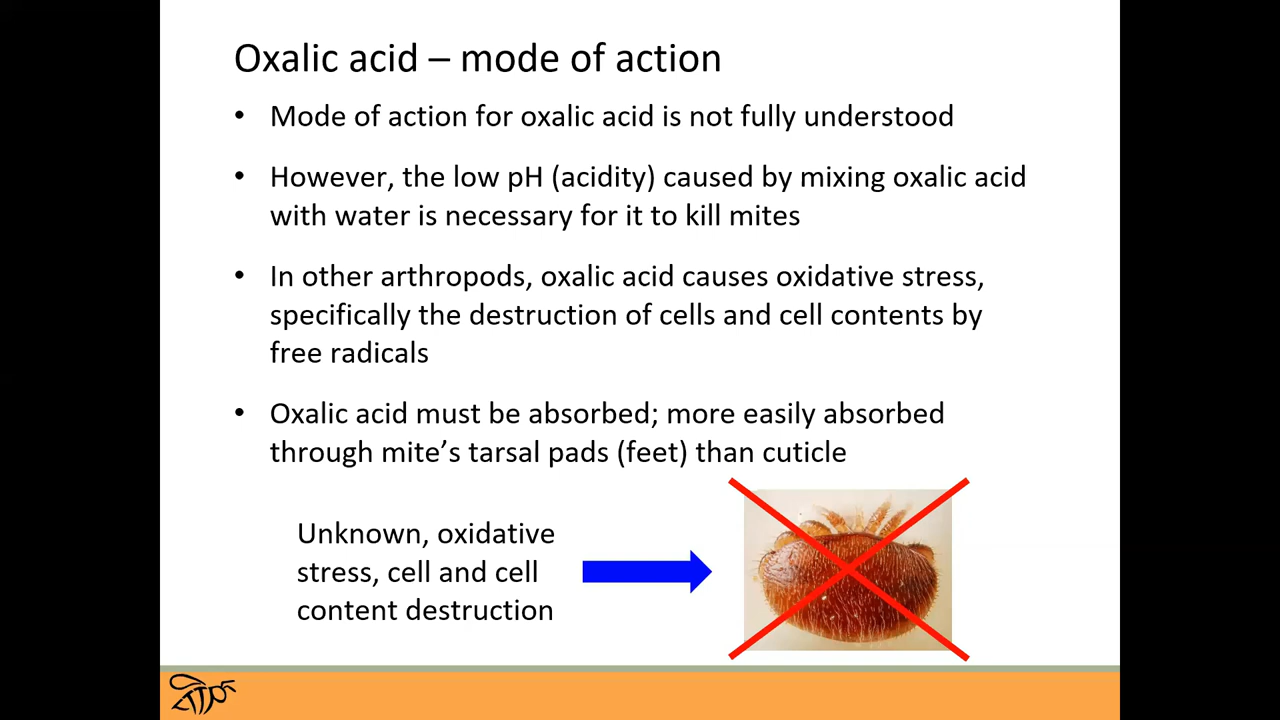 Oxalic acid – mode of action
• Mode of action for oxalic acid is not fully understood
• However, the low pH (acidity) caused by mixing oxalic acid
with water is necessary for it to kill mites
• In other arthropods, oxalic acid causes oxidative stress,
specifically the destruction of cells and cell contents by
free radicals
• Oxalic acid must be absorbed; more easily absorbed
through mite’s tarsal pads (feet) than cuticle
Unknown, oxidative
stress, cell and cell
content destruction